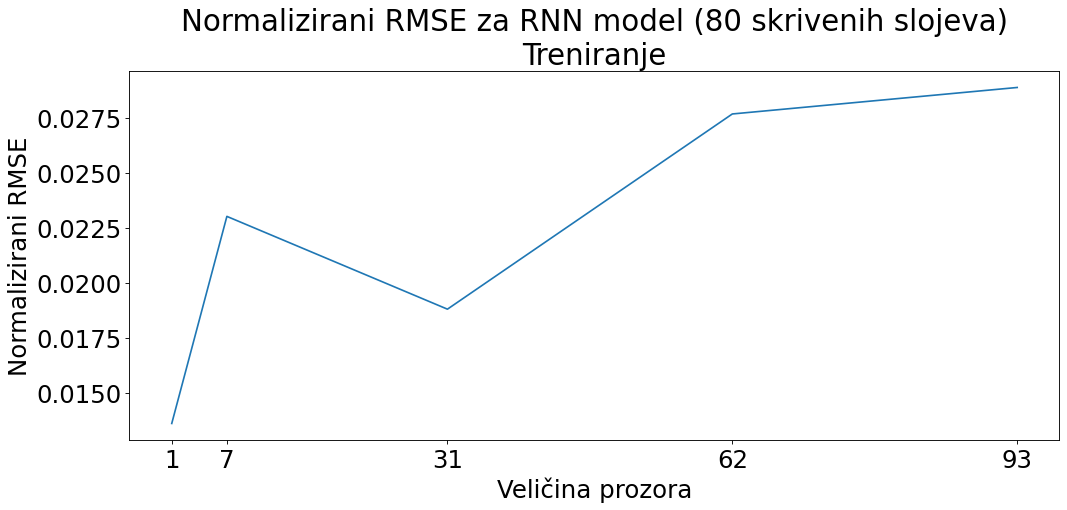 Normalizirani RMSE za RNN model (80 skrivenih slojeva)
Treniranje
Normalizirani RMSE
0.0275
0.0250
0.0225
0.0200
0.0175
0.0150
1 7 31 62 93
Veličina prozora